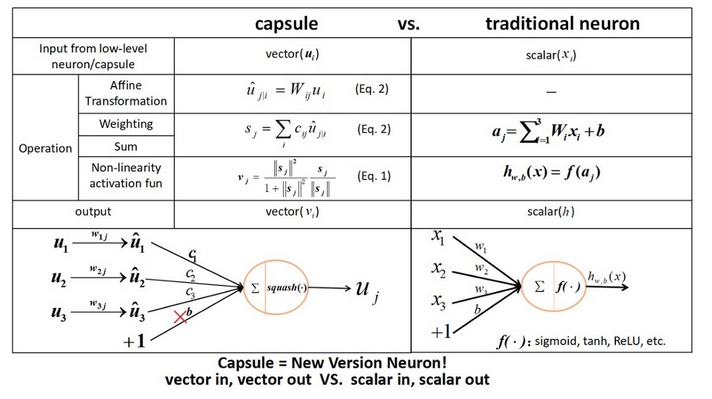 capsule vs. traditional neuron
Input from low-level neuron/capsule vector(u_i) scalar(x_i)
Operation
Affine Transformation û_{j|i} = W_{ij} u_i (Eq. 2) –
Weighting
Sum
s_j = ∑_i c_{ij} û_{j|i} (Eq. 2) a_j=∑_{i=1}^3 W_i x_i +b
Non-linearity activation fun v_j = ‖s_j‖² / 1 + ‖s_j‖² s_j / ‖s_j‖ (Eq. 1) h_{w,b}(x) = f(a_j)
output vector(v_i) scalar(h)
u_1 w_{1j} û_1 c_1
u_2 w_{2j} û_2 c_2
u_3 w_{3j} û_3 c_3
+1 b
Σ squash(·) u_j
x_1 w_1
x_2 w_2
x_3 w_3
+1 b
Σ f(·) h_{w,b}(x)
f(·): sigmoid, tanh, ReLU, etc.
Capsule = New Version Neuron!
vector in, vector out VS. scalar in, scalar out